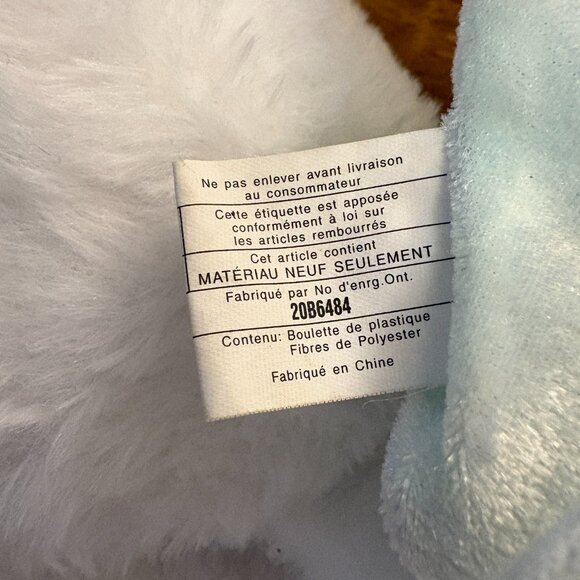 Ne pas enlever avant livraison
au consommateur
Cette étiquette est apposée
conformément à loi sur
les articles rembourrés
Cet article contient
MATÉRIAU NEUF SEULEMENT
Fabriqué par No d'enrg.Ont.
20B6484
Contenu: Boulette de plastique
Fibres de Polyester
Fabriqué en Chine